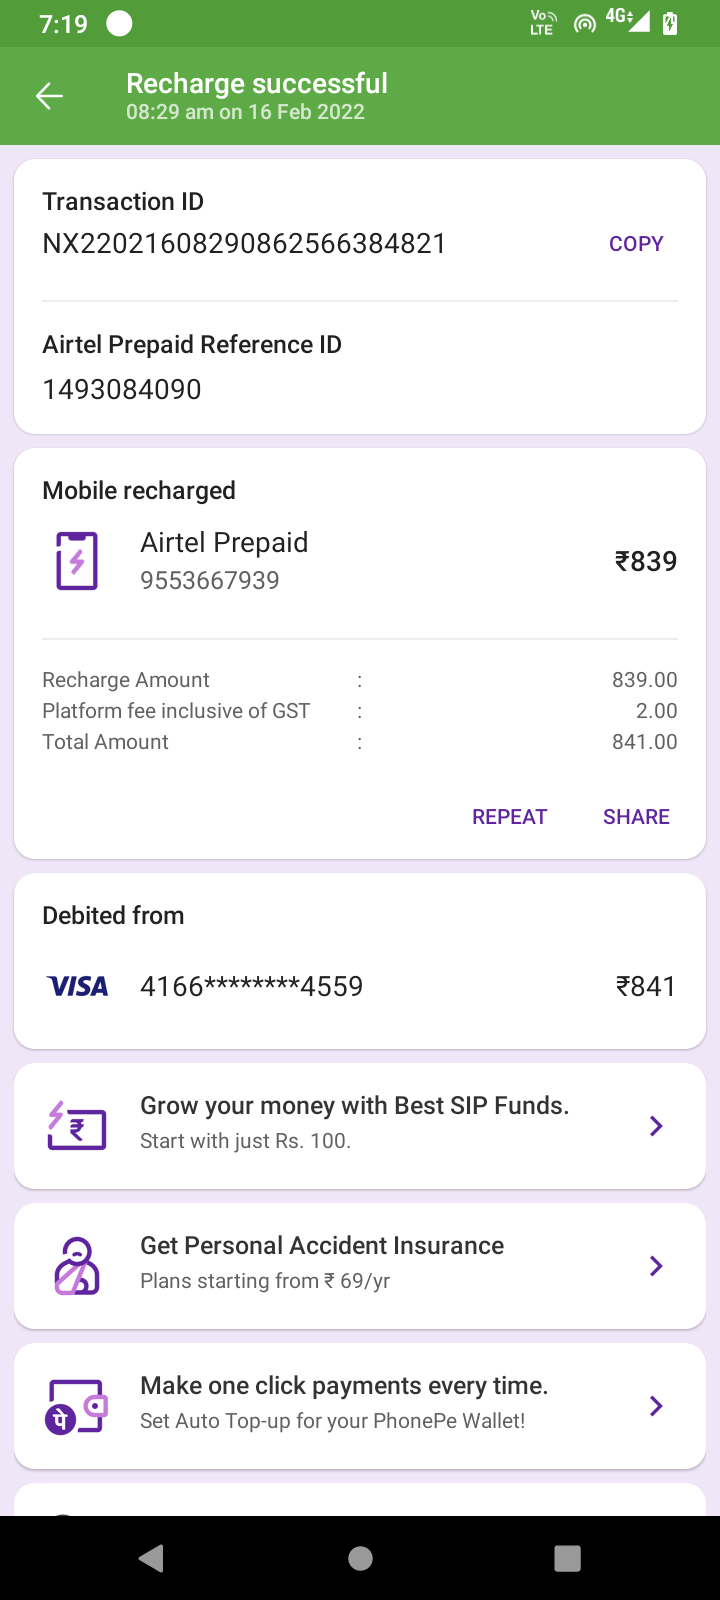 7:19
Vo
LTE
4G
Recharge successful
08:29 am on 16 Feb 2022
Transaction ID
NX22021608290862566384821
COPY
Airtel Prepaid Reference ID
1493084090
Mobile recharged
Airtel Prepaid
9553667939
₹839
Recharge Amount : 839.00
Platform fee inclusive of GST : 2.00
Total Amount : 841.00
REPEAT SHARE
Debited from
VISA 4166********4559 ₹841
Grow your money with Best SIP Funds.
Start with just Rs. 100.
Get Personal Accident Insurance
Plans starting from ₹ 69/yr
Make one click payments every time.
पे
Set Auto Top-up for your PhonePe Wallet!